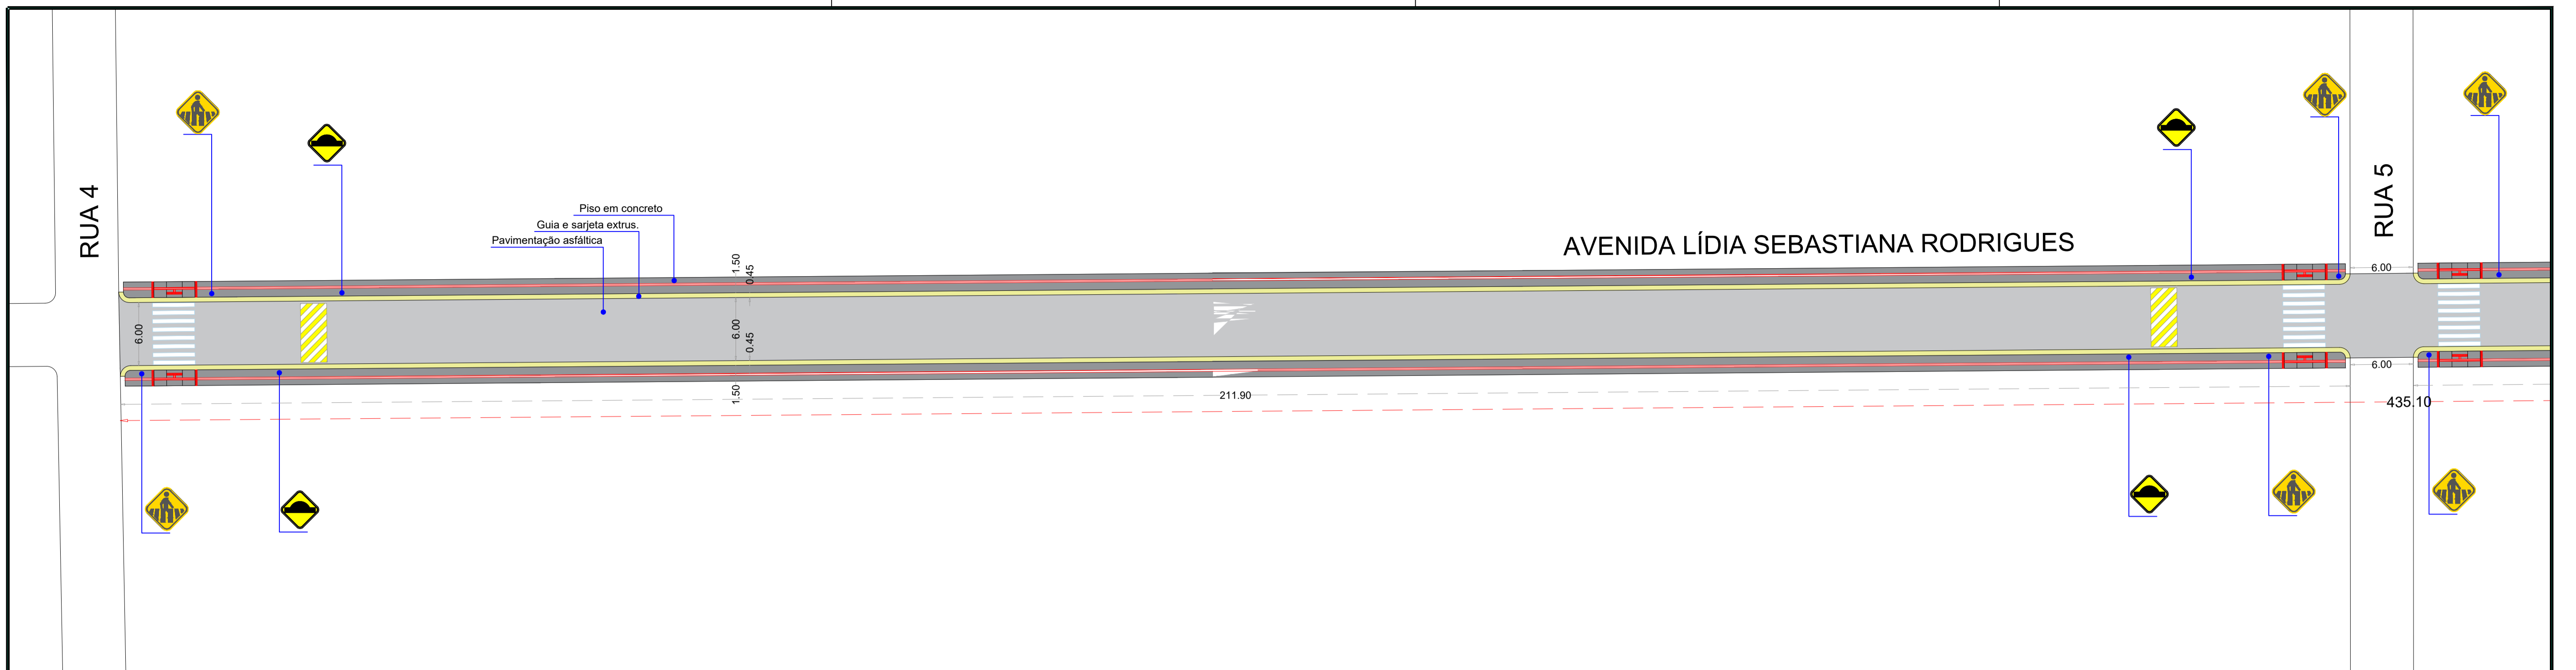 RUA 4
Piso em concreto
Guia e sarjeta extrus.
Pavimentação asfáltica
1.50
0.45
AVENIDA LÍDIA SEBASTIANA RODRIGUES
RUA 5
6.00
6.00
6.00
0.45
1.50
6.00
211.90
435.10